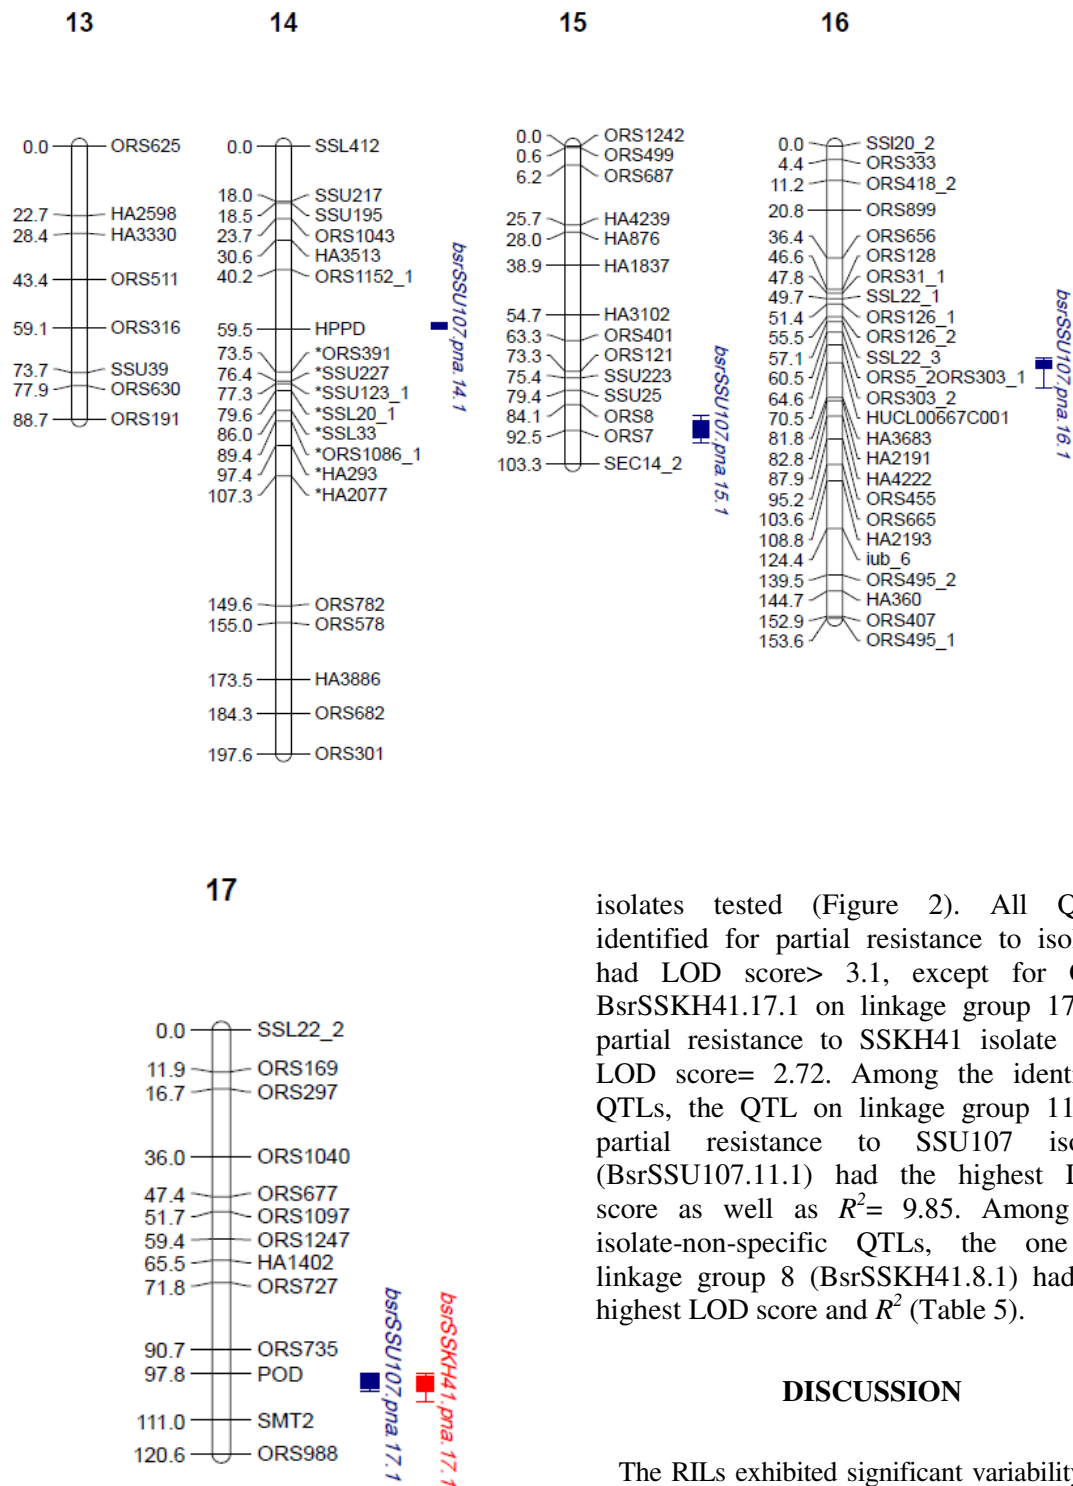 13
14
15
16
0.0 ORS625
22.7 HA2598
28.4 HA3330
43.4 ORS511
59.1 ORS316
73.7 SSU39
77.9 ORS630
88.7 ORS191
0.0 SSL412
18.0 SSU217
18.5 SSU195
23.7 ORS1043
30.6 HA3513
40.2 ORS1152_1
59.5 HPPD
73.5 *ORS391
76.4 *SSU227
77.3 *SSU123_1
79.6 *SSL20_1
86.0 *SSL33
89.4 *ORS1086_1
97.4 *HA293
107.3 *HA2077
149.6 ORS782
155.0 ORS578
173.5 HA3886
184.3 ORS682
197.6 ORS301
bsrSSU107.pna.14.1
0.0 ORS1242
0.6 ORS499
6.2 ORS687
25.7 HA4239
28.0 HA876
38.9 HA1837
54.7 HA3102
63.3 ORS401
73.3 ORS121
75.4 SSU223
79.4 SSU25
84.1 ORS8
92.5 ORS7
103.3 SEC14_2
bsrSSU107.pna.15.1
0.0 SSI20_2
4.4 ORS333
11.2 ORS418_2
20.8 ORS899
36.4 ORS656
46.6 ORS128
47.8 ORS31_1
49.7 SSL22_1
51.4 ORS126_1
55.5 ORS126_2
57.1 SSL22_3
60.5 ORS5_2ORS303_1
64.6 ORS303_2
70.5 HUCL00667C001
81.8 HA3683
82.8 HA2191
87.9 HA4222
95.2 ORS455
103.6 ORS665
108.8 HA2193
124.4 iub_6
139.5 ORS495_2
144.7 HA360
152.9 ORS407
153.6 ORS495_1
bsrSSU107.pna.16.1
17
0.0 SSL22_2
11.9 ORS169
16.7 ORS297
36.0 ORS1040
47.4 ORS677
51.7 ORS1097
59.4 ORS1247
65.5 HA1402
71.8 ORS727
90.7 ORS735
97.8 POD
111.0 SMT2
120.6 ORS988
bsrSSU107.pna.17.1
bsrSSKH41.pna.17.1
isolates tested (Figure 2). All Q
identified for partial resistance to isol
had LOD score> 3.1, except for
BsrSSKH41.17.1 on linkage group 17
partial resistance to SSKH41 isolate
LOD score= 2.72. Among the identi
QTLs, the QTL on linkage group 11
partial resistance to SSU107 iso
(BsrSSU107.11.1) had the highest
score as well as R²= 9.85. Among
isolate-non-specific QTLs, the one
linkage group 8 (BsrSSKH41.8.1) had
highest LOD score and R² (Table 5).
DISCUSSION
The RILs exhibited significant variability